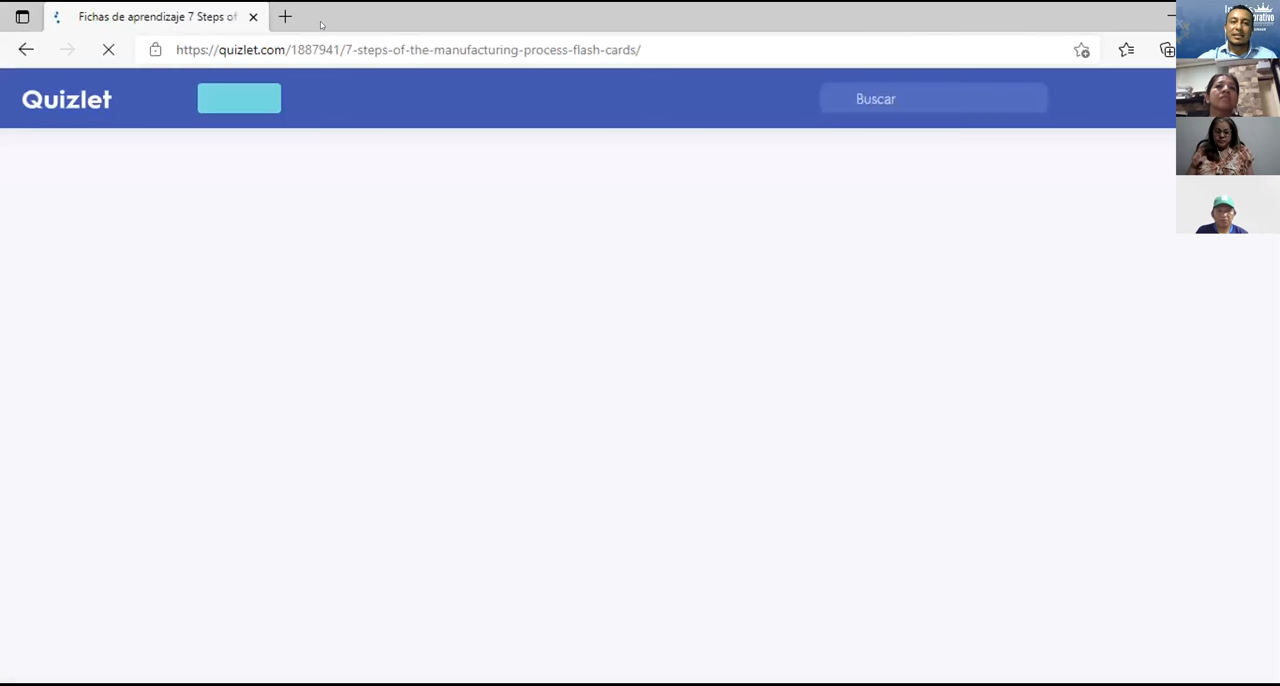 Fichas de aprendizaje 7 Steps of
https://quizlet.com/1887941/7-steps-of-the-manufacturing-process-flash-cards/
Quizlet
Buscar